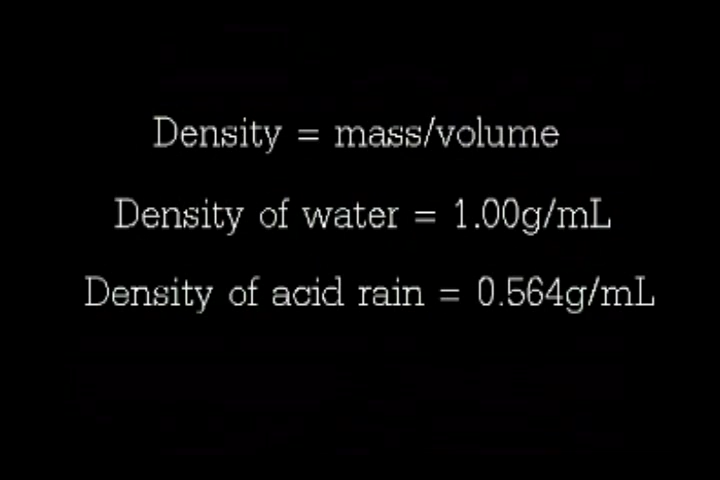 Density = mass/volume
Density of water = 1.00g/mL
Density of acid rain = 0.564g/mL